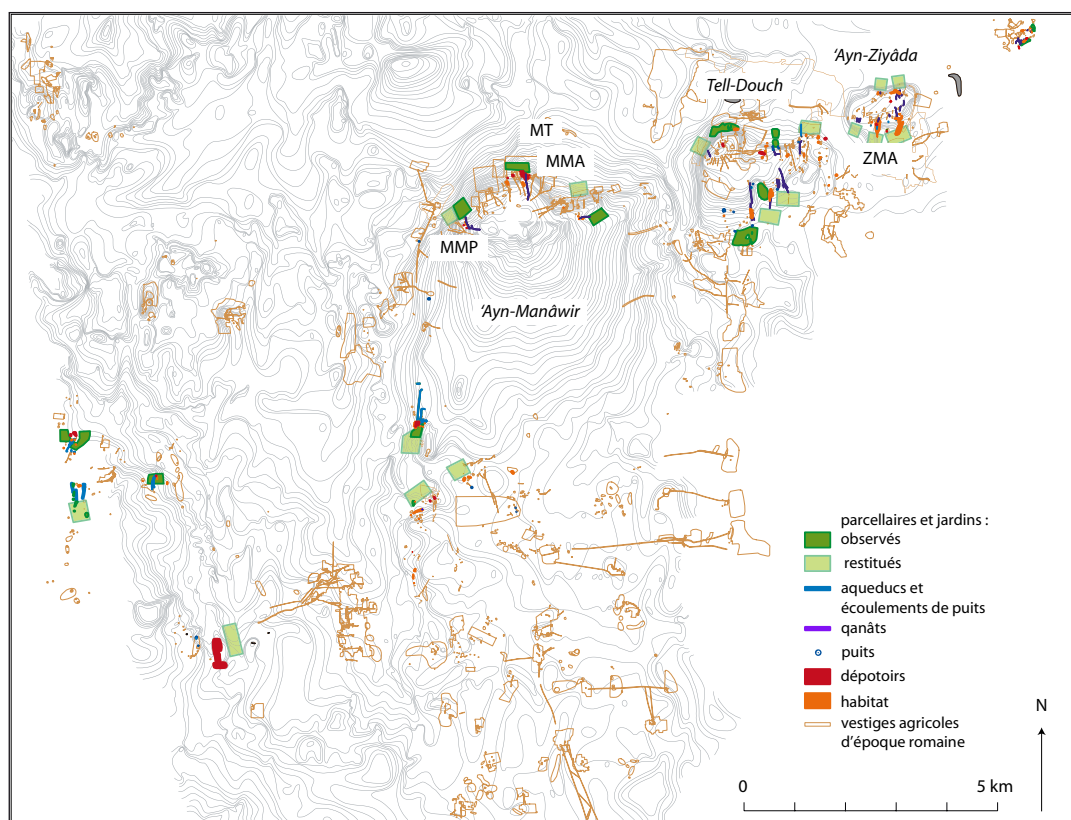 ‘Ayn-Ziyâda
Tell-Douch
MT
MMA
ZMA
MMP
‘Ayn-Manâwir
parcellaires et jardins :
observés
restitués
aqueducs et
écoulements de puits
qanâts
puits
dépotoirs
habitat
vestiges agricoles
d’époque romaine
N
0 5 km